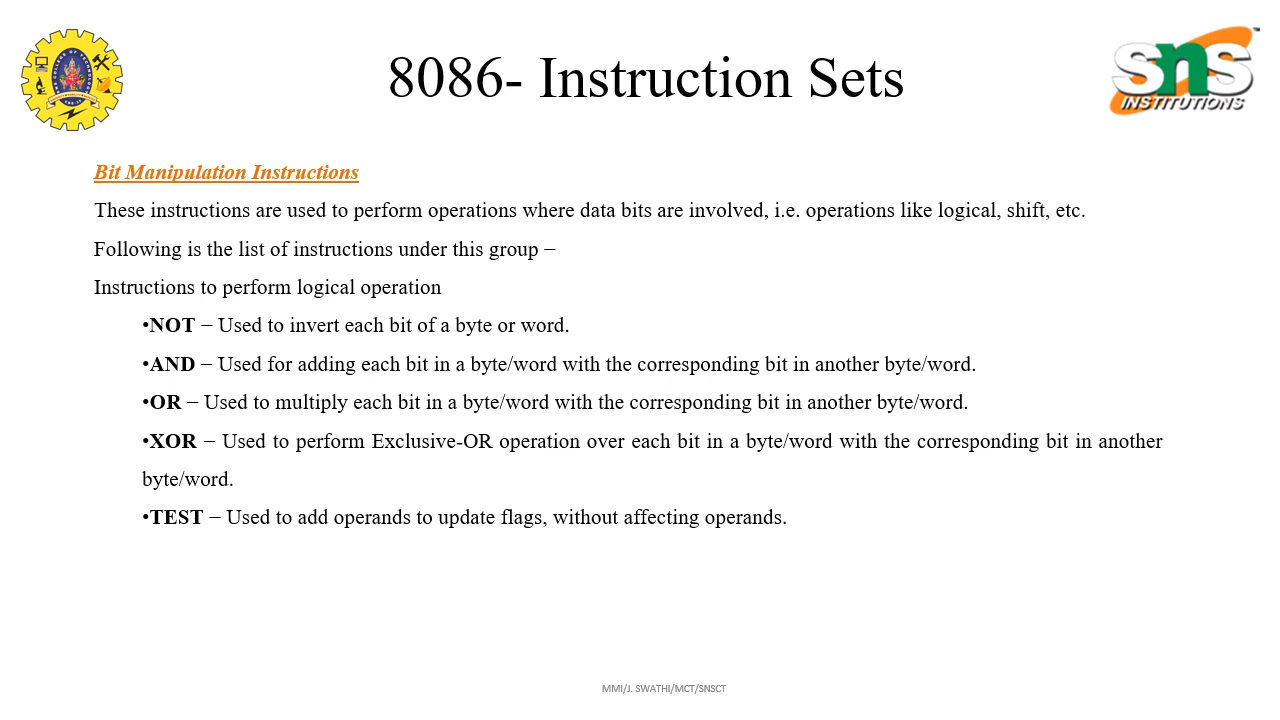 8086- Instruction Sets
sns
INSTITUTIONS
Bit Manipulation Instructions
These instructions are used to perform operations where data bits are involved, i.e. operations like logical, shift, etc.
Following is the list of instructions under this group −
Instructions to perform logical operation
•NOT − Used to invert each bit of a byte or word.
•AND − Used for adding each bit in a byte/word with the corresponding bit in another byte/word.
•OR − Used to multiply each bit in a byte/word with the corresponding bit in another byte/word.
•XOR − Used to perform Exclusive-OR operation over each bit in a byte/word with the corresponding bit in another
byte/word.
•TEST − Used to add operands to update flags, without affecting operands.
MMI/J. SWATHI/MCT/SNSCT